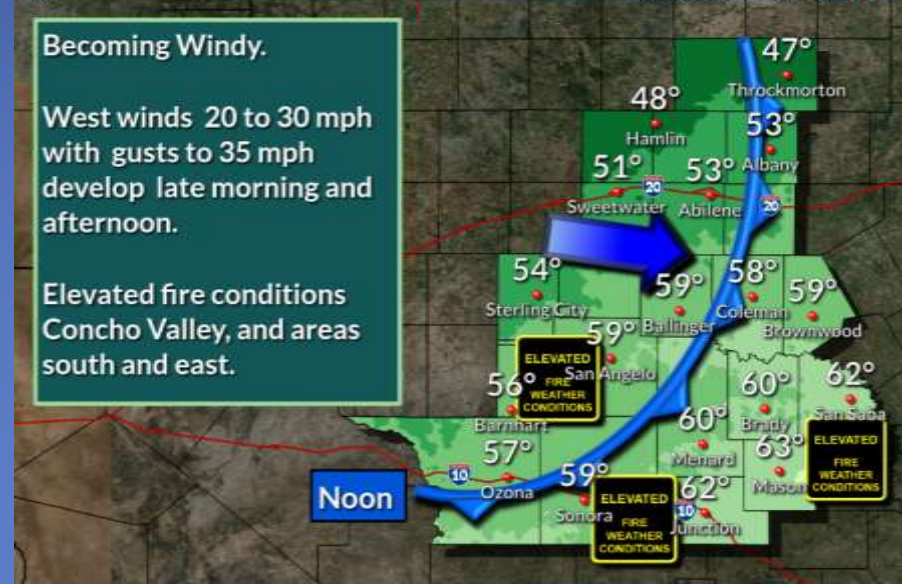 Becoming Windy.
West winds 20 to 30 mph
with gusts to 35 mph
develop late morning and
afternoon.
Elevated fire conditions
Concho Valley, and areas
south and east.
47°
Throckmorton
48°
Hamlin
53°
Albany
51°
Sweetwater
20
53°
Abilene
20
54°
Sterling City
59°
Ballinger
58°
Coleman
59°
Brownwood
59°
San Angelo
ELEVATED
FIRE
WEATHER
CONDITIONS
56°
Barnhart
60°
Brady
62°
San Saba
60°
Menard
63°
Mason
ELEVATED
FIRE
WEATHER
CONDITIONS
57°
10
Ozona
59°
Sonora
ELEVATED
FIRE
WEATHER
CONDITIONS
62°
10
Junction
Noon